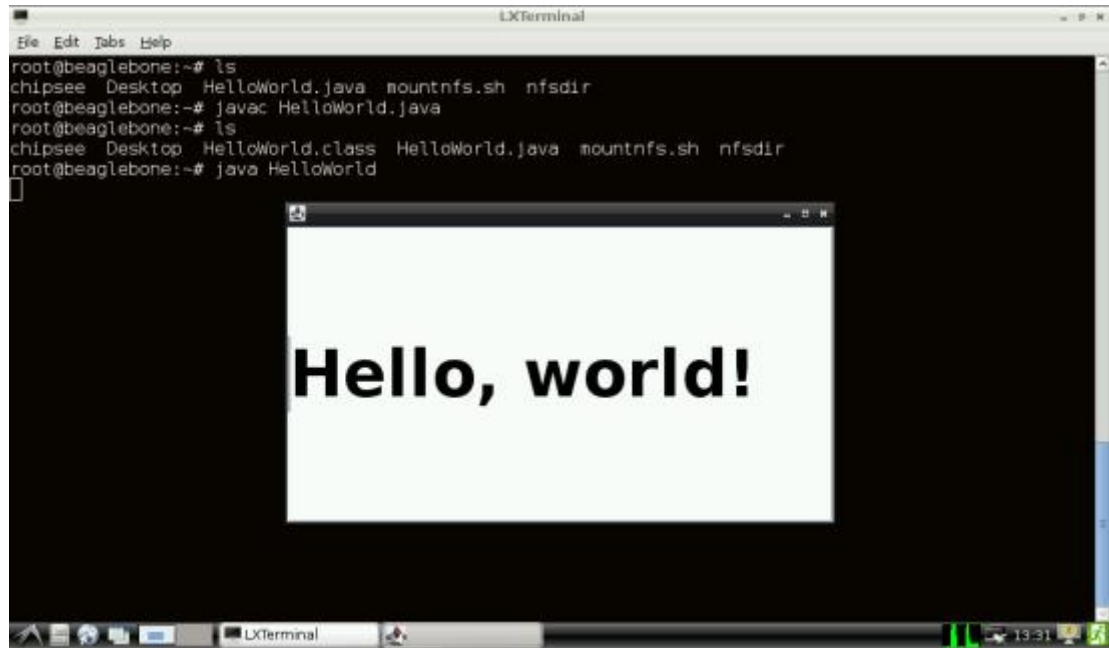 LXTerminal
File Edit Tabs Help
root@beaglebone:~# ls
chipsee Desktop HelloWorld.java mountnfs.sh nfsdir
root@beaglebone:~# javac HelloWorld.java
root@beaglebone:~# ls
chipsee Desktop HelloWorld.class HelloWorld.java mountnfs.sh nfsdir
root@beaglebone:~# java HelloWorld
Hello, world!
LXTerminal 13:31